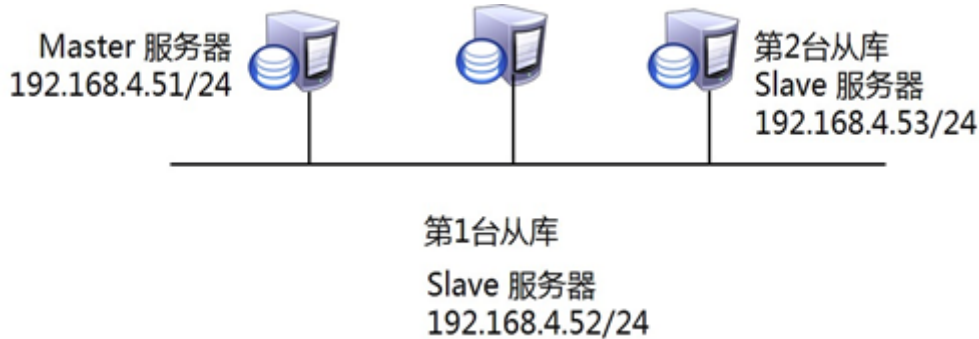 Master 服务器
192.168.4.51/24
第2台从库
Slave 服务器
192.168.4.53/24
第1台从库
Slave 服务器
192.168.4.52/24